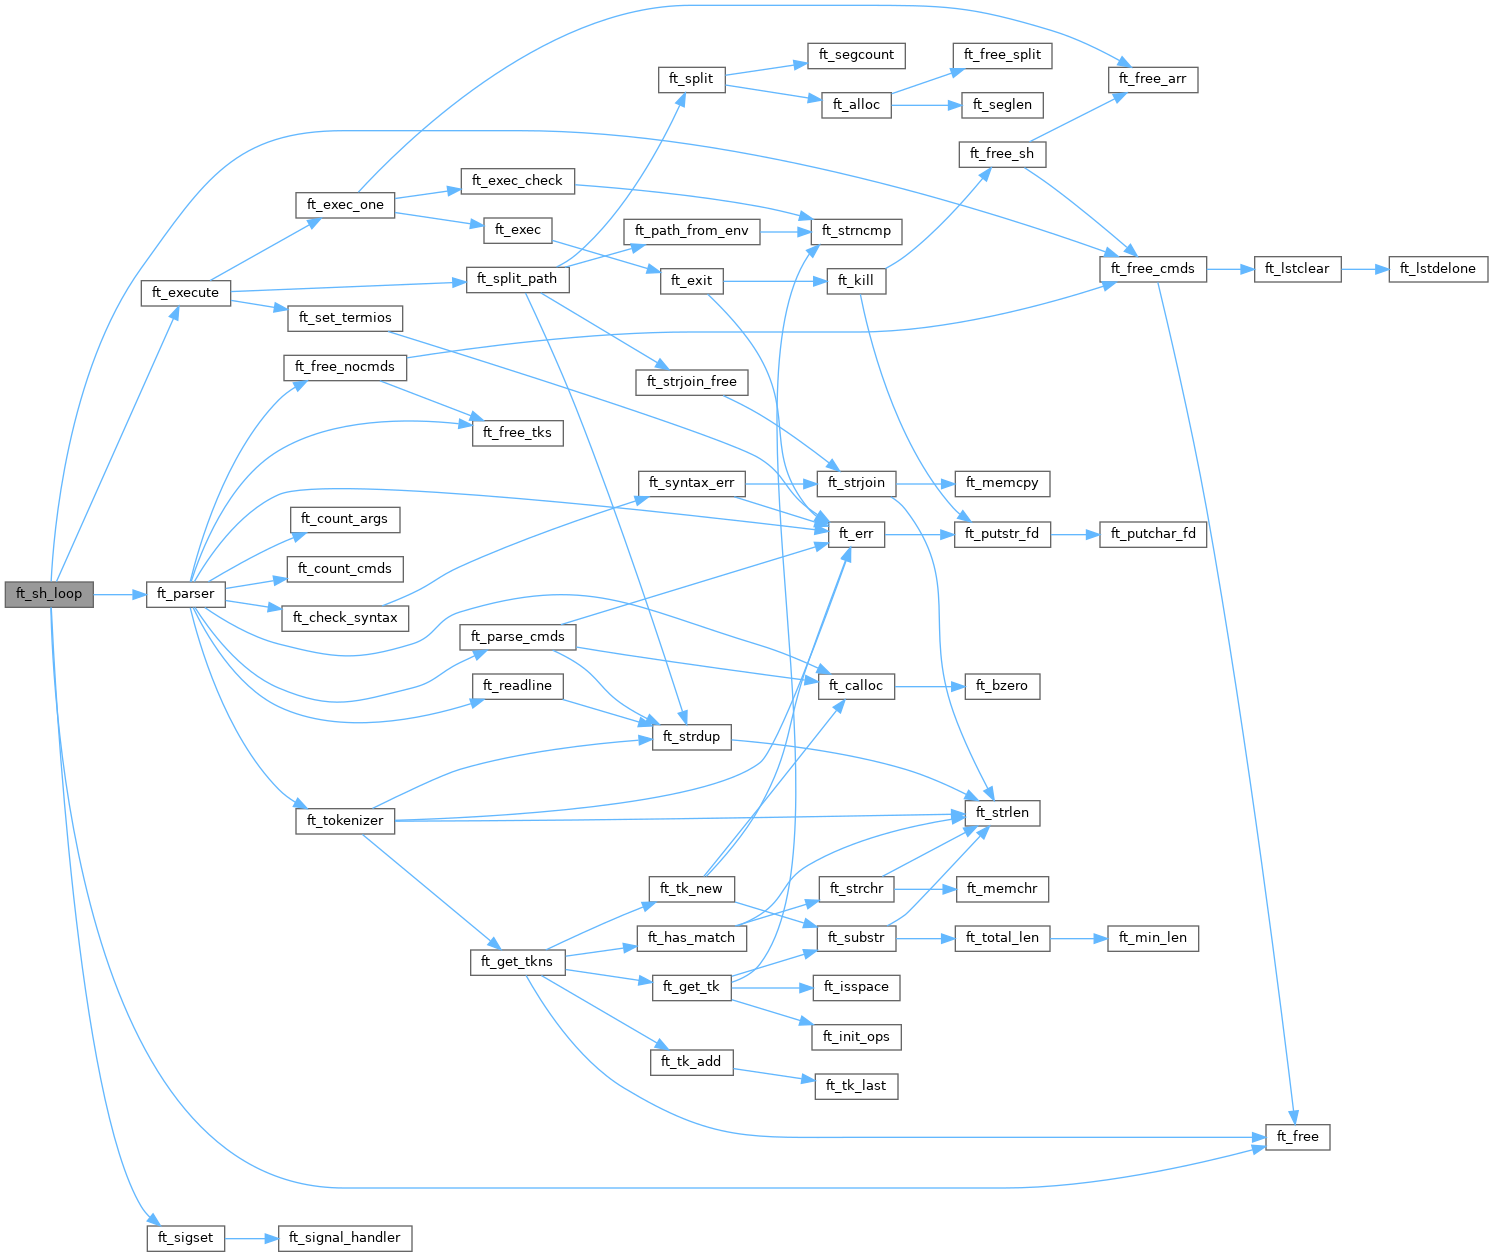 ft_sh_loop
ft_execute
ft_parser
ft_sigset
ft_exec_one
ft_set_termios
ft_free_nocmds
ft_count_args
ft_count_cmds
ft_check_syntax
ft_tokenizer
ft_signal_handler
ft_exec_check
ft_exec
ft_split_path
ft_free_tks
ft_parse_cmds
ft_readline
ft_get_tkns
ft_split
ft_path_from_env
ft_exit
ft_strjoin_free
ft_syntax_err
ft_strdup
ft_tk_new
ft_has_match
ft_get_tk
ft_tk_add
ft_segcount
ft_alloc
ft_strncmp
ft_kill
ft_strjoin
ft_err
ft_calloc
ft_strchr
ft_substr
ft_isspace
ft_init_ops
ft_tk_last
ft_free_split
ft_seglen
ft_free_sh
ft_memcpy
ft_putstr_fd
ft_bzero
ft_strlen
ft_memchr
ft_total_len
ft_free_arr
ft_free_cmds
ft_putchar_fd
ft_min_len
ft_lstclear
ft_free
ft_lstdelone